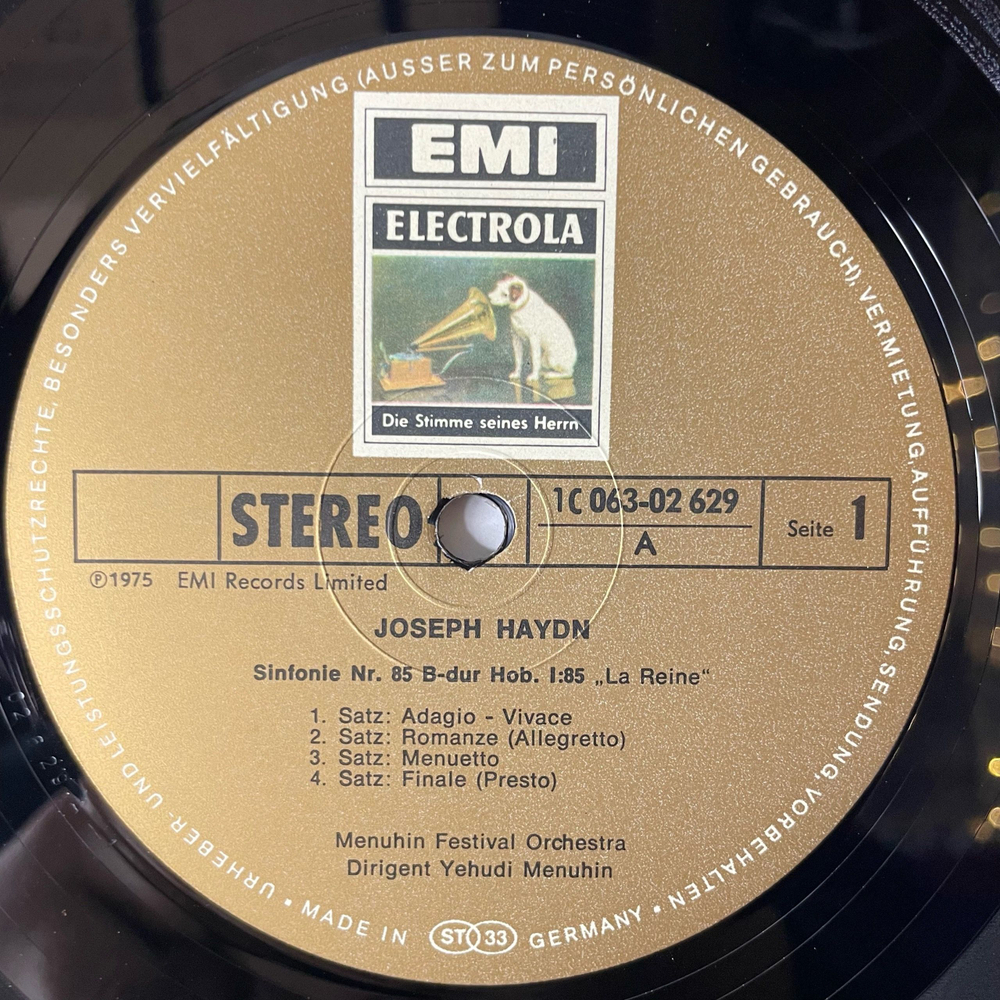 URHEBER- UND LEISTUNGSSCHUTZRECHTE, BESONDERS VERVIELFÄLTIGUNG (AUSSER ZUM PERSÖNLICHEN GEBRAUCH), VERMIETUNG, AUFFÜHRUNG, SENDUNG, VORBEHALTEN
EMI
ELECTROLA
Die Stimme seines Herrn
STEREO
1C 063-02 629
A
Seite 1
℗1975 EMI Records Limited
JOSEPH HAYDN
Sinfonie Nr. 85 B-dur Hob. I:85 „La Reine“
1. Satz: Adagio - Vivace
2. Satz: Romanze (Allegretto)
3. Satz: Menuetto
4. Satz: Finale (Presto)
Menuhin Festival Orchestra
Dirigent Yehudi Menuhin
• MADE IN ST 33 GERMANY •